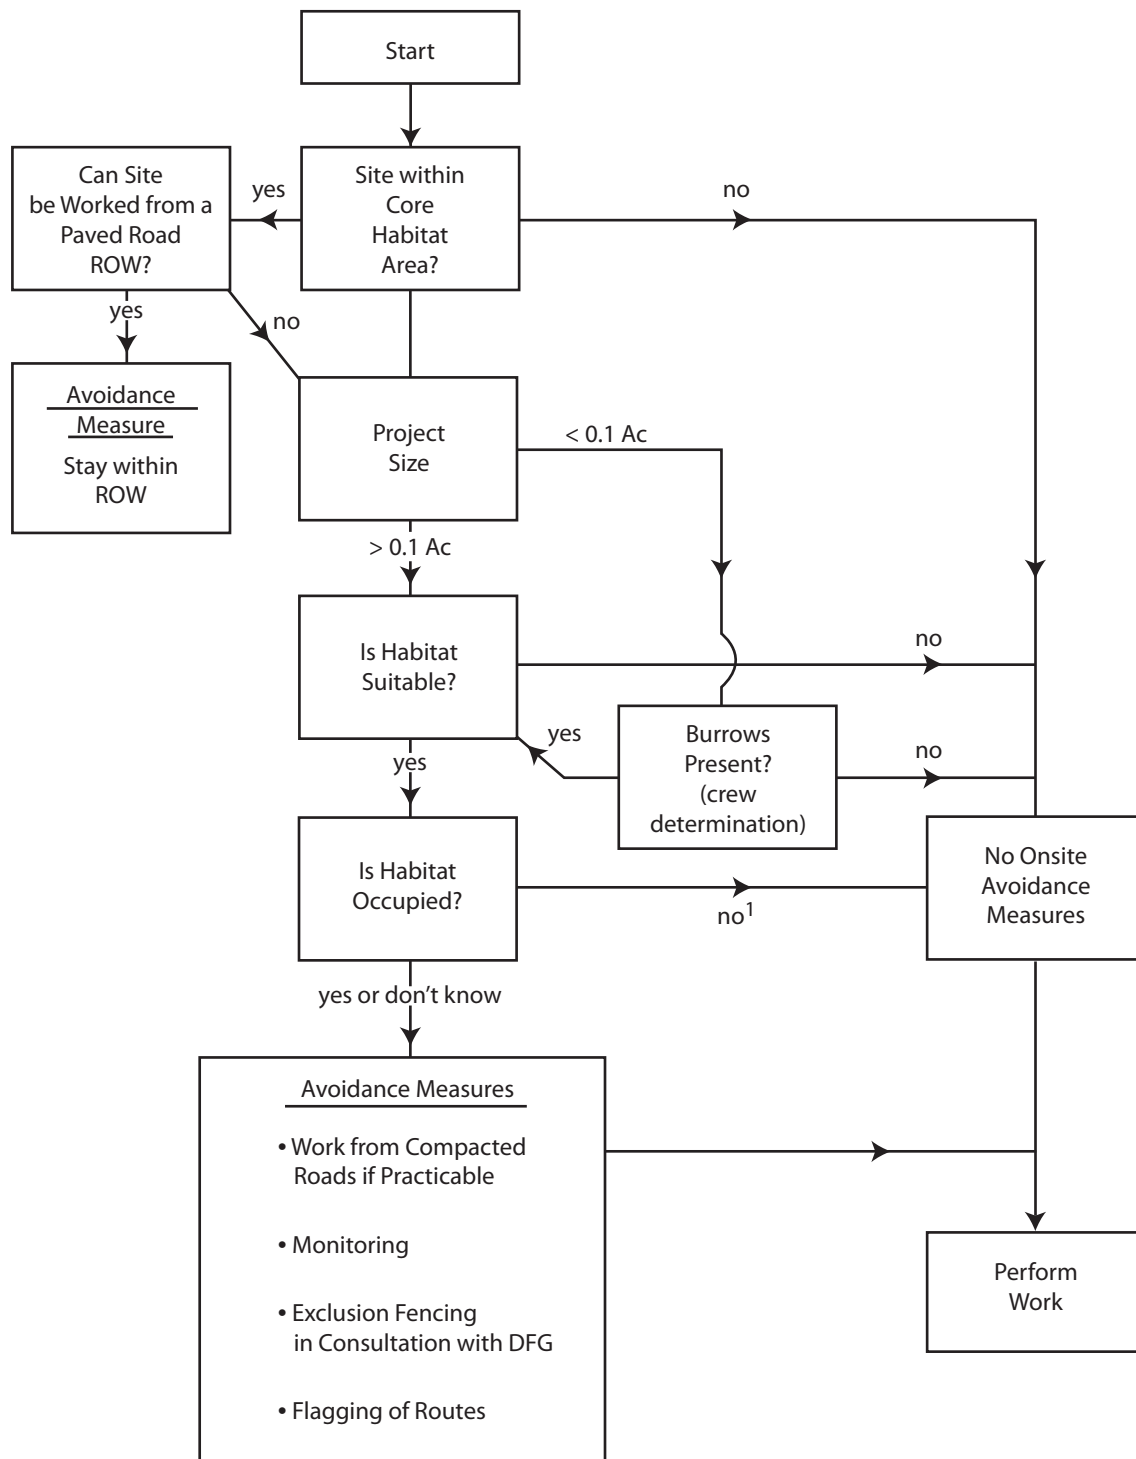 Start
Can Site
be Worked from a
Paved Road
ROW?
yes
Site within
Core
Habitat
Area?
no
yes
no
Avoidance
Measure
Stay within
ROW
Project
Size
< 0.1 Ac
> 0.1 Ac
Is Habitat
Suitable?
no
yes
yes
Burrows
Present?
(crew
determination)
no
Is Habitat
Occupied?
no¹
No Onsite
Avoidance
Measures
yes or don't know
Avoidance Measures
• Work from Compacted
Roads if Practicable
• Monitoring
• Exclusion Fencing
in Consultation with DFG
• Flagging of Routes
Perform
Work